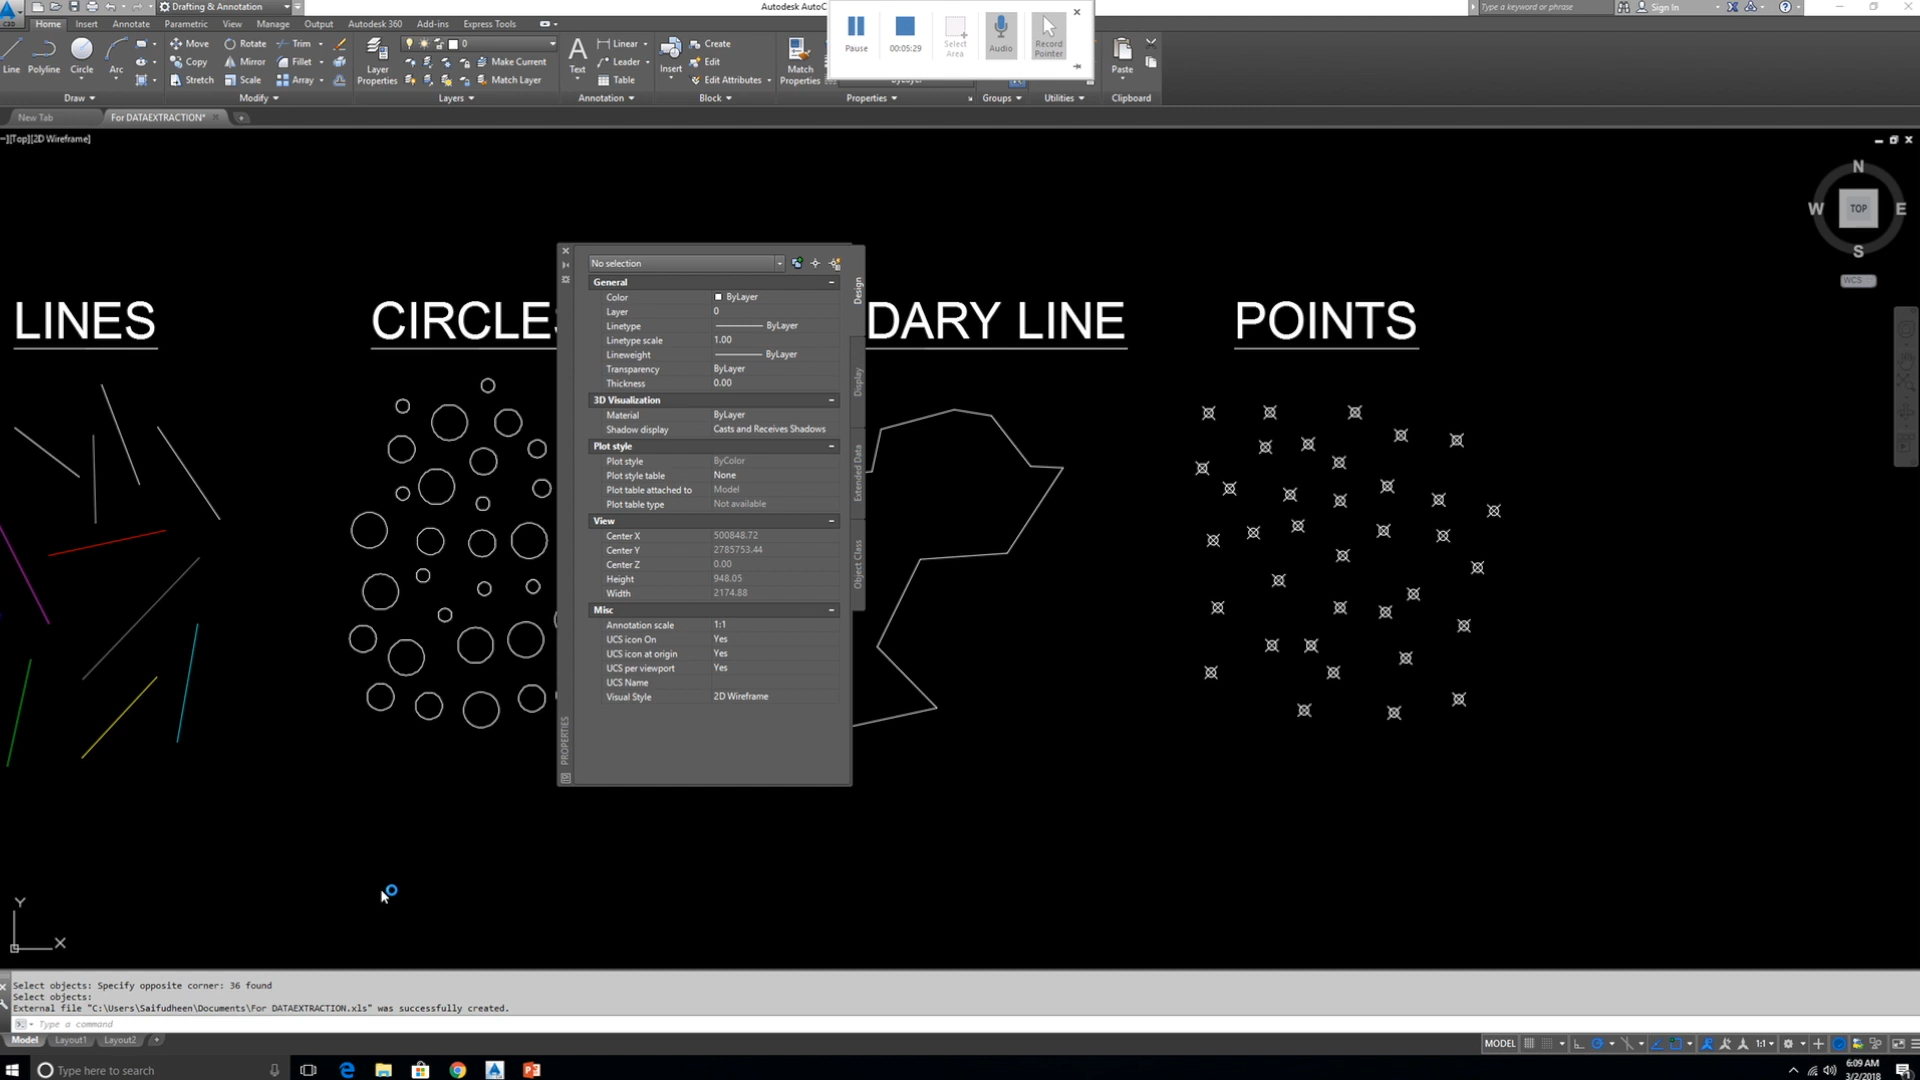 C3D
Drafting & Annotation
Autodesk AutoC
Type a keyword or phrase
Sign In
Home Insert Annotate Parametric View Manage Output Autodesk 360 Add-ins Express Tools
Pause
00:05:29
Select Area
Audio
Record Pointer
Line Polyline Circle Arc
Move Rotate Trim
Copy Mirror Fillet
Stretch Scale Array
Layer Properties
0
Make Current
Match Layer
Text
Linear
Leader
Table
Insert
Create
Edit
Edit Attributes
Match Properties
Paste
Draw Modify Layers Annotation Block Properties Groups Utilities Clipboard
New Tab For DATAEXTRACTION*
[Top][2D Wireframe]
N
W TOP E
S
WCS
LINES
CIRCLES
DARY LINE
POINTS
No selection
General
Color ByLayer
Layer 0
Linetype ByLayer
Linetype scale 1.00
Lineweight ByLayer
Transparency ByLayer
Thickness 0.00
3D Visualization
Material ByLayer
Shadow display Casts and Receives Shadows
Plot style
Plot style ByColor
Plot style table None
Plot table attached to Model
Plot table type Not available
View
Center X 500848.72
Center Y 2785753.44
Center Z 0.00
Height 948.05
Width 2174.88
Misc
Annotation scale 1:1
UCS icon On Yes
UCS icon at origin Yes
UCS per viewport Yes
UCS Name
Visual Style 2D Wireframe
PROPERTIES
Design
Display
Extended Data
Object Class
Y
X
Select objects: Specify opposite corner: 36 found
Select objects:
External file "C:\Users\Saifudheen\Documents\For DATAEXTRACTION.xls" was successfully created.
Type a command
Model Layout1 Layout2
MODEL
1:1
Type here to search
6:09 AM
3/2/2018